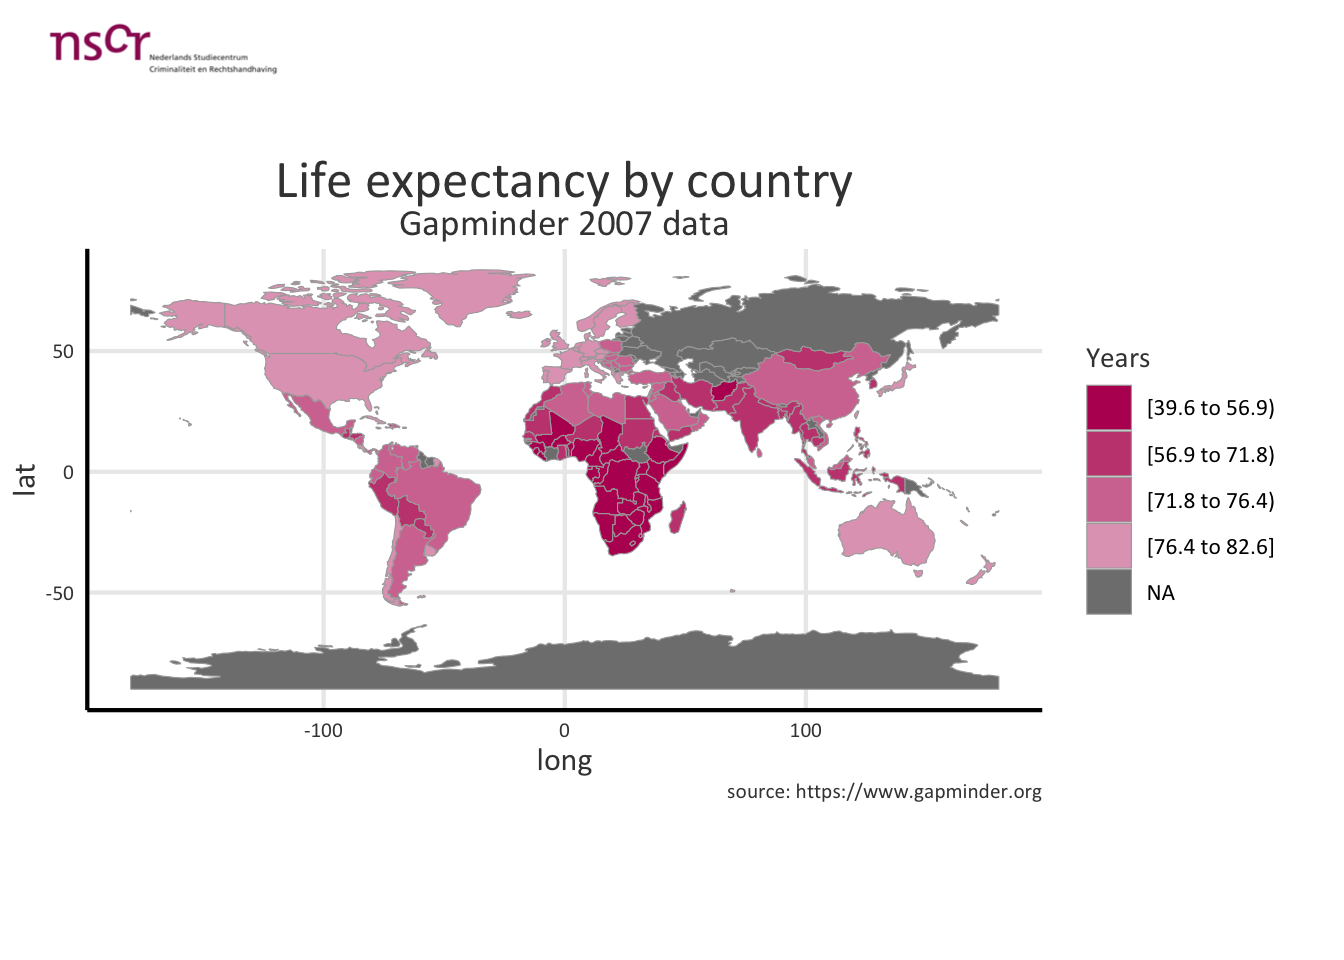 nscr
Nederlands Studiecentrum
Criminaliteit en Rechtshandhaving
Life expectancy by country
Gapminder 2007 data
lat
50
0
-50
-100
0
100
long
Years
[39.6 to 56.9)
[56.9 to 71.8)
[71.8 to 76.4)
[76.4 to 82.6]
NA
source: https://www.gapminder.org